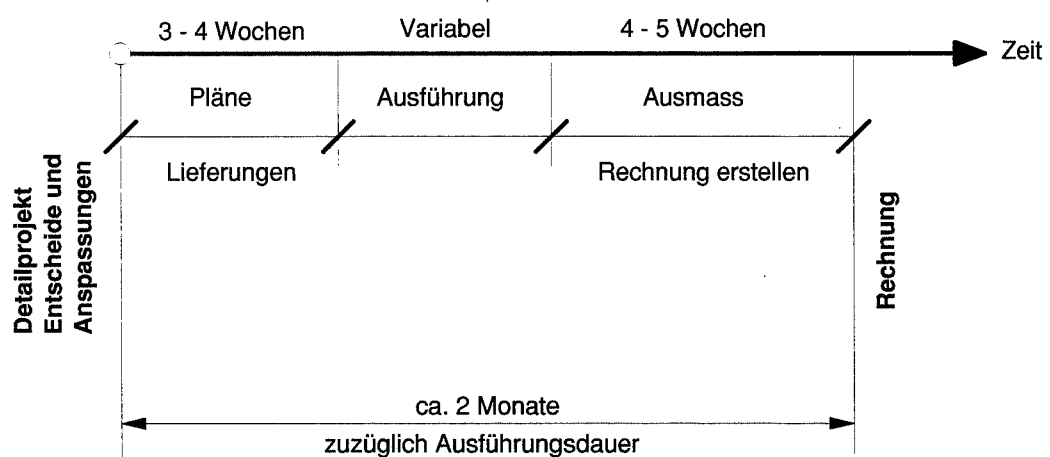 3 - 4 Wochen
Variabel
4 - 5 Wochen
Zeit
Pläne
Ausführung
Ausmass
Lieferungen
Rechnung erstellen
Detailprojekt
Entscheide und
Anspassungen
Rechnung
ca. 2 Monate
zuzüglich Ausführungsdauer